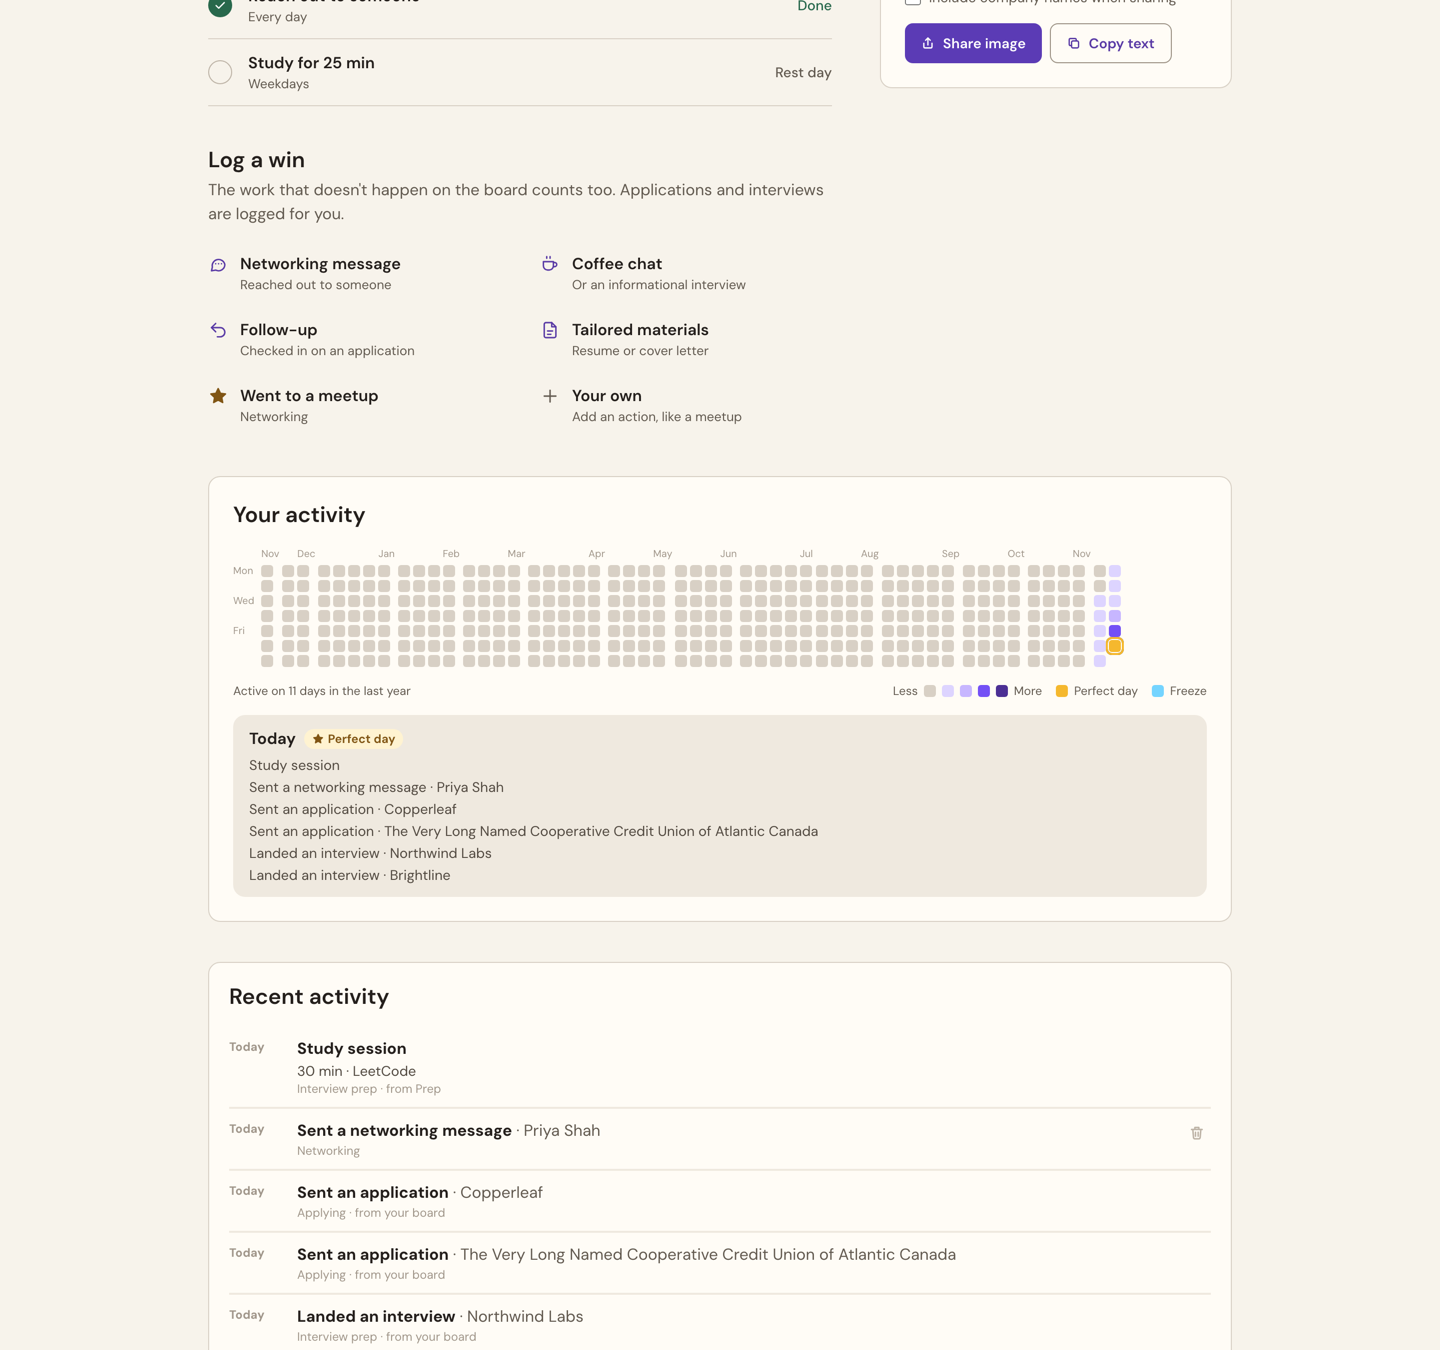 Reach out to someone
Every day
Done
Study for 25 min
Weekdays
Rest day
Include company names when sharing
Share image
Copy text
Log a win
The work that doesn't happen on the board counts too. Applications and interviews
are logged for you.
Networking message
Reached out to someone
Coffee chat
Or an informational interview
Follow-up
Checked in on an application
Tailored materials
Resume or cover letter
Went to a meetup
Networking
Your own
Add an action, like a meetup
Your activity
Nov Dec Jan Feb Mar Apr May Jun Jul Aug Sep Oct Nov
Mon
Wed
Fri
Active on 11 days in the last year
Less More Perfect day Freeze
Today Perfect day
Study session
Sent a networking message · Priya Shah
Sent an application · Copperleaf
Sent an application · The Very Long Named Cooperative Credit Union of Atlantic Canada
Landed an interview · Northwind Labs
Landed an interview · Brightline
Recent activity
Today Study session
30 min · LeetCode
Interview prep · from Prep
Today Sent a networking message · Priya Shah
Networking
Today Sent an application · Copperleaf
Applying · from your board
Today Sent an application · The Very Long Named Cooperative Credit Union of Atlantic Canada
Applying · from your board
Today Landed an interview · Northwind Labs
Interview prep · from your board